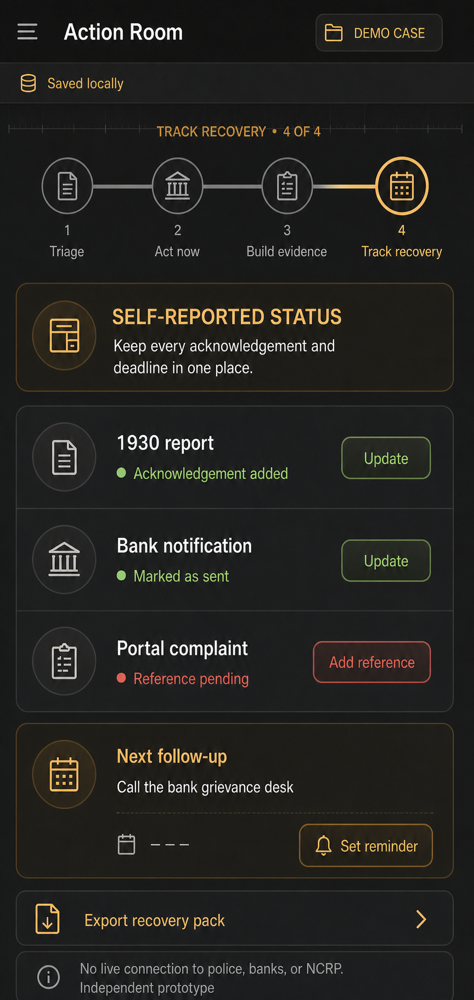 Action Room
DEMO CASE
Saved locally
TRACK RECOVERY • 4 OF 4
1
Triage
2
Act now
3
Build evidence
4
Track recovery
SELF-REPORTED STATUS
Keep every acknowledgement and
deadline in one place.
1930 report
Acknowledgement added
Update
Bank notification
Marked as sent
Update
Portal complaint
Reference pending
Add reference
Next follow-up
Call the bank grievance desk
– – –
Set reminder
Export recovery pack
No live connection to police, banks, or NCRP.
Independent prototype